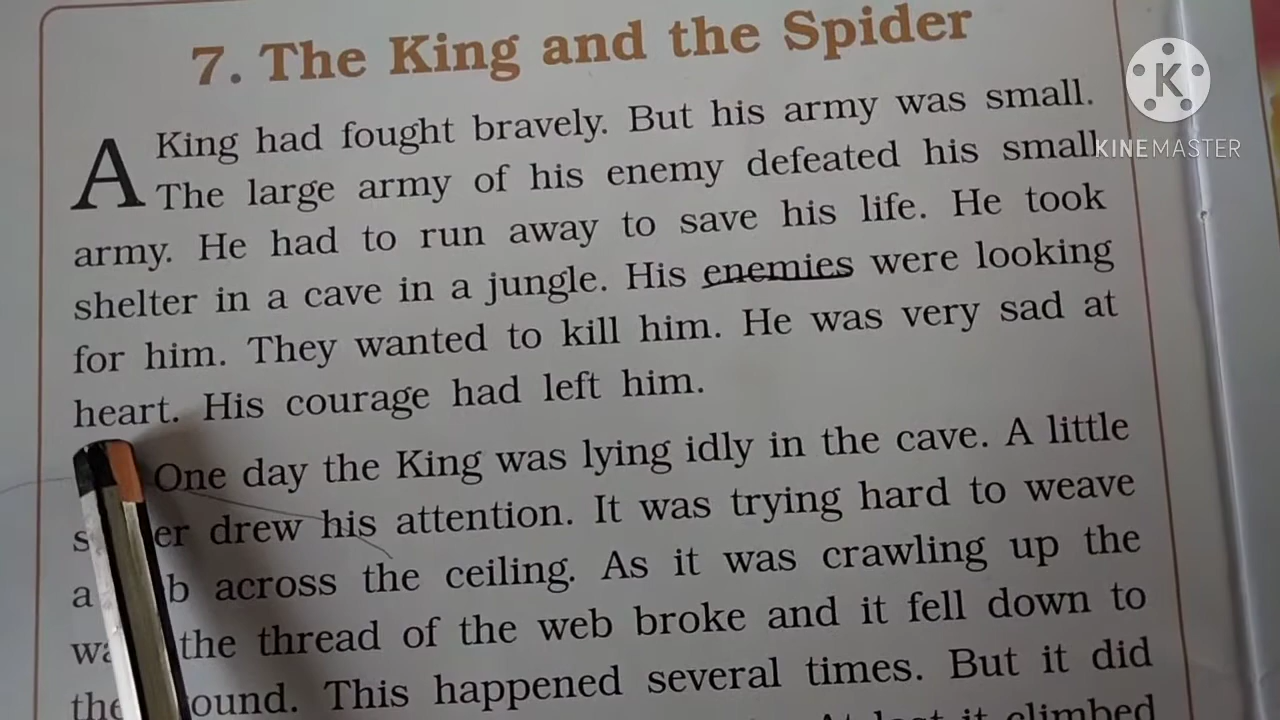 7. The King and the Spider
K
KINEMASTER
A King had fought bravely. But his army was small.
The large army of his enemy defeated his small
army. He had to run away to save his life. He took
shelter in a cave in a jungle. His enemies were looking
for him. They wanted to kill him. He was very sad at
heart. His courage had left him.
One day the King was lying idly in the cave. A little
drew his attention. It was trying hard to weave
a across the ceiling. As it was crawling up the
the thread of the web broke and it fell down to
This happened several times. But it did
it climbed